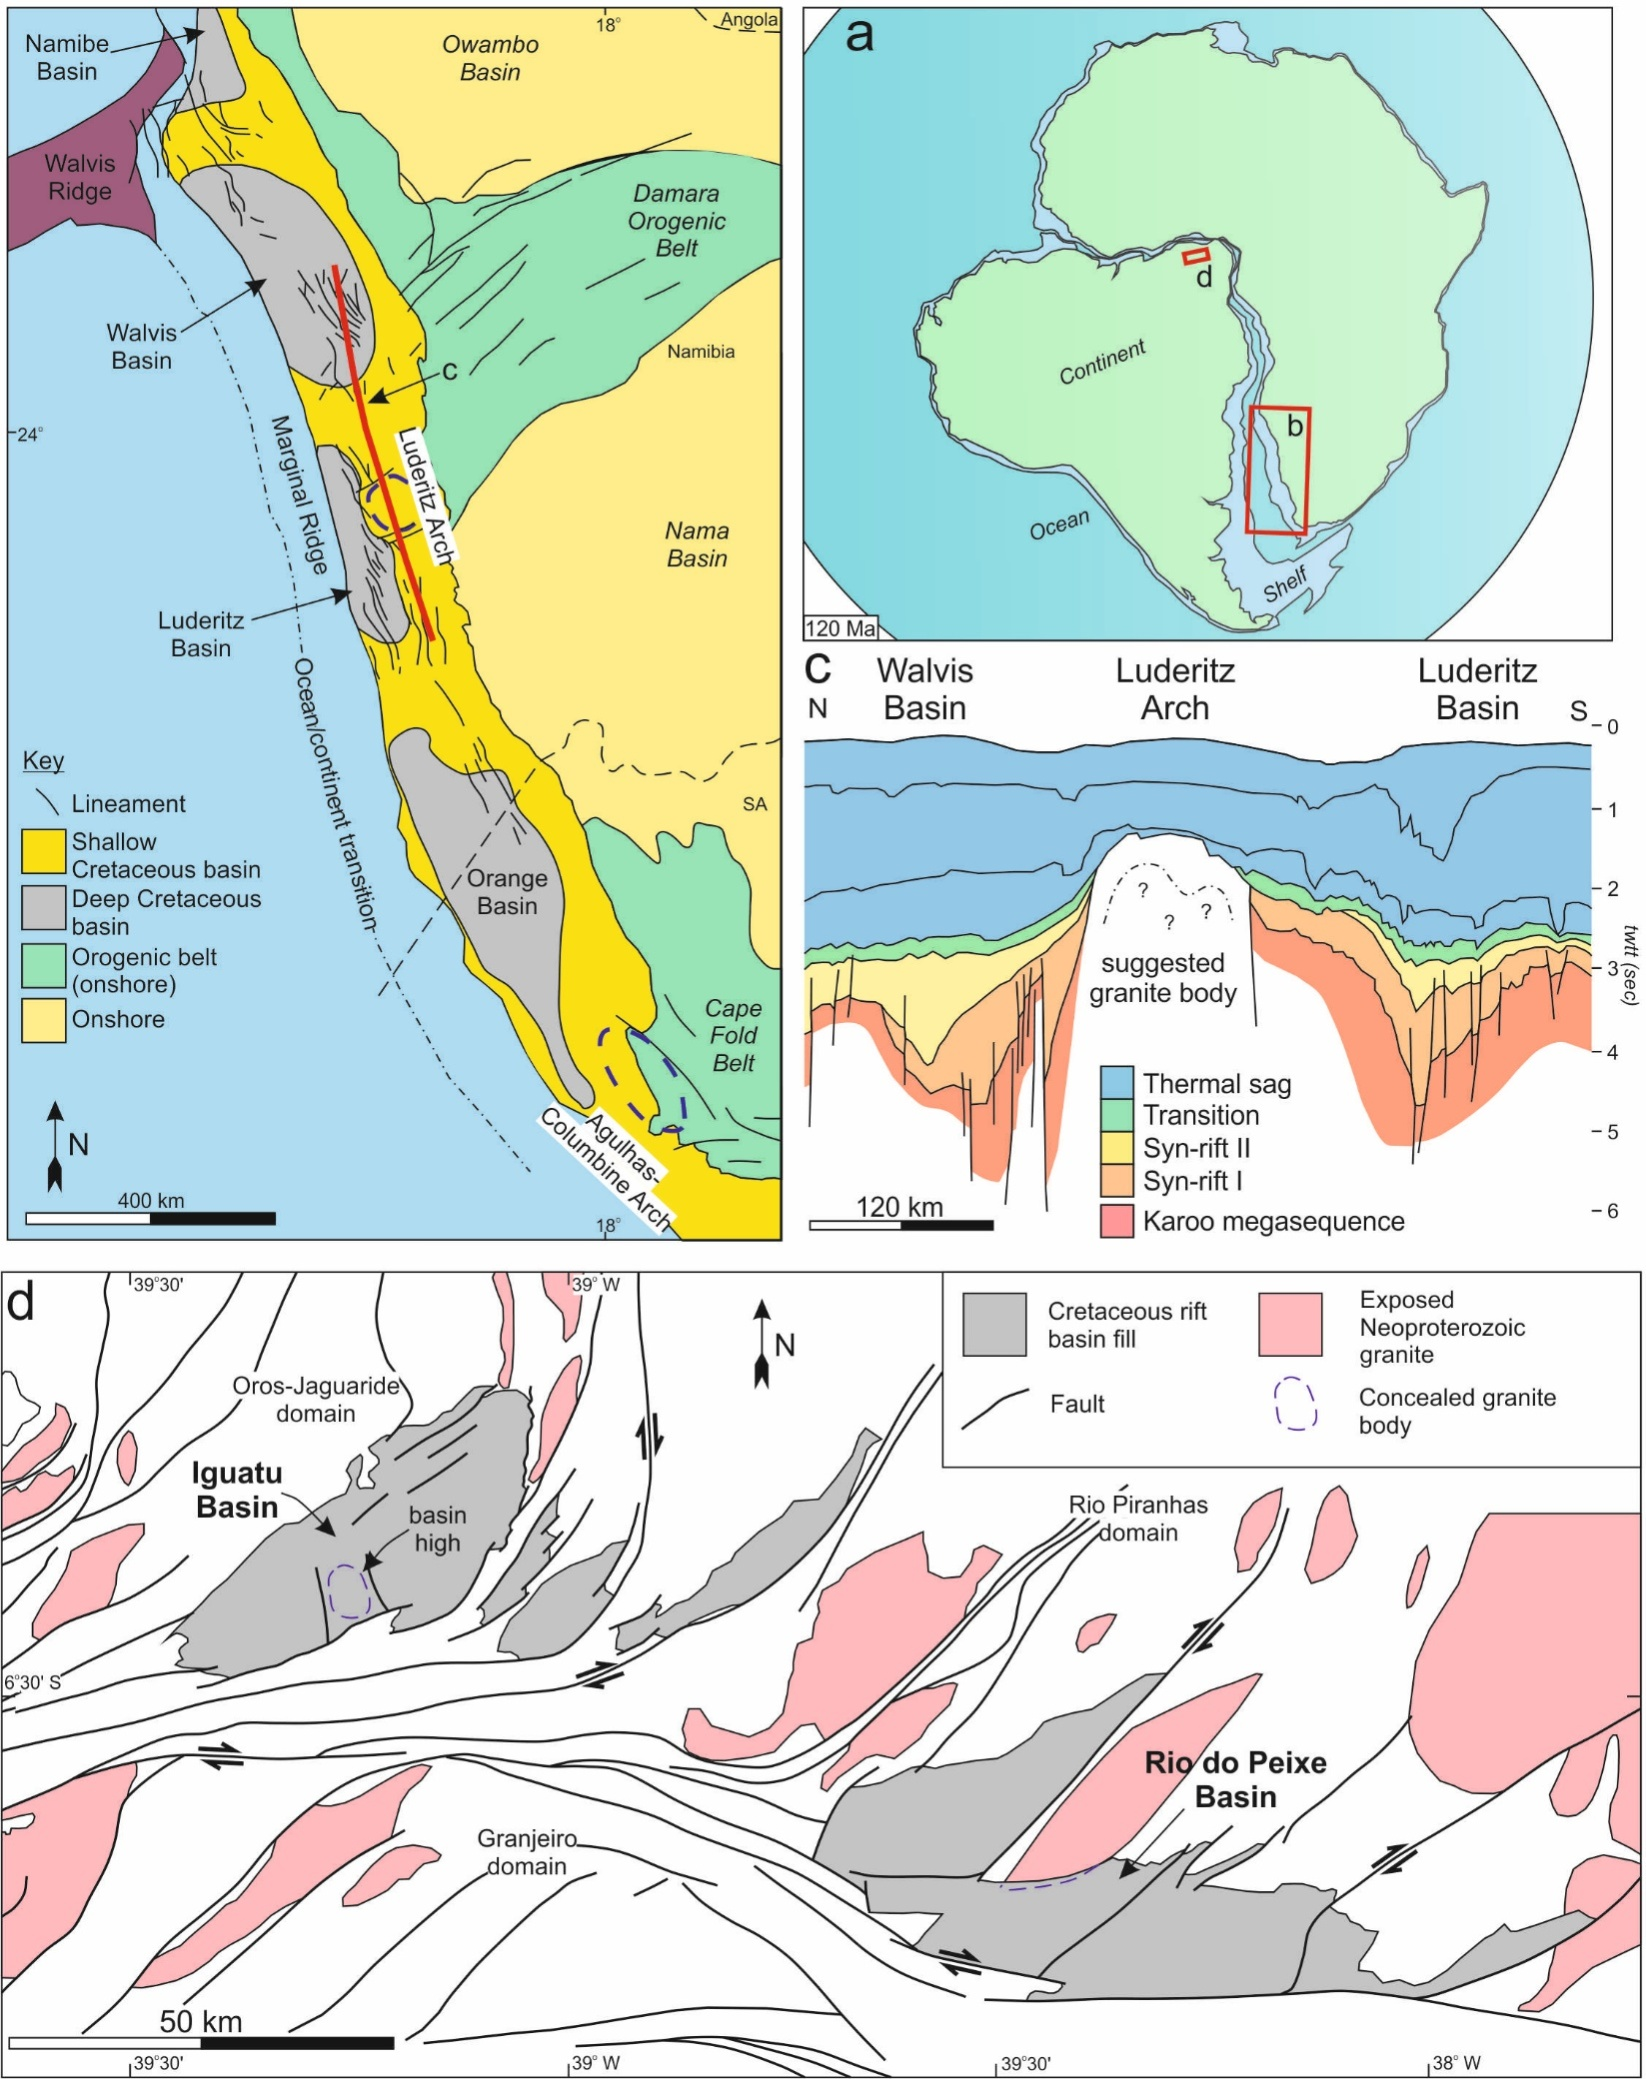 Namibe
Basin
Walvis
Ridge
Owambo
Basin
18°
Angola
Damara
Orogenic
Belt
Walvis
Basin
c
Namibia
24°
Marginal Ridge
Luderitz Arch
Nama
Basin
Luderitz
Basin
Ocean/continent transition
SA
Key
Lineament
Shallow
Cretaceous basin
Deep Cretaceous
basin
Orogenic belt
(onshore)
Onshore
Orange
Basin
Cape
Fold
Belt
Agulhas-
Columbine Arch
N
400 km
18°
a
d
Continent
b
Ocean
Shelf
120 Ma
c
Walvis
Basin
Luderitz
Arch
Luderitz
Basin
N
S
0
1
2
3
4
5
6
twtt (sec)
?
?
?
suggested
granite body
Thermal sag
Transition
Syn-rift II
Syn-rift I
Karoo megasequence
120 km
d
39°30'
39° W
N
Cretaceous rift
basin fill
Exposed
Neoproterozoic
granite
Fault
Concealed granite
body
Oros-Jaguaride
domain
Iguatu
Basin
basin
high
Rio Piranhas
domain
6°30' S
Rio do Peixe
Basin
Granjeiro
domain
50 km
39°30'
39° W
39°30'
38° W